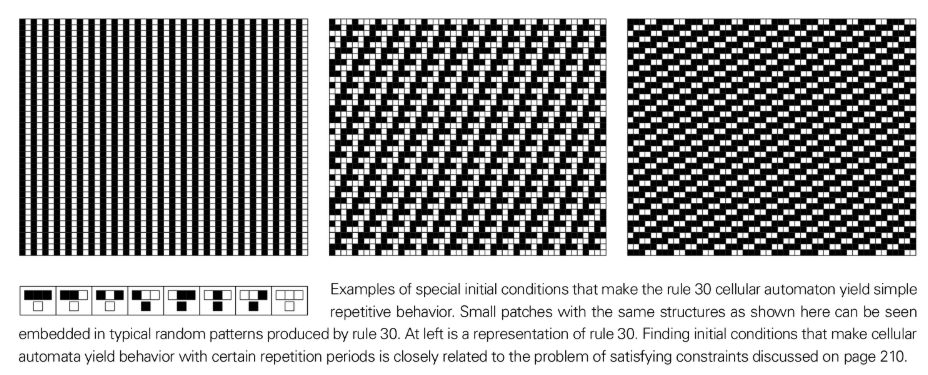 Examples of special initial conditions that make the rule 30 cellular automaton yield simple
repetitive behavior. Small patches with the same structures as shown here can be seen
embedded in typical random patterns produced by rule 30. At left is a representation of rule 30. Finding initial conditions that make cellular
automata yield behavior with certain repetition periods is closely related to the problem of satisfying constraints discussed on page 210.